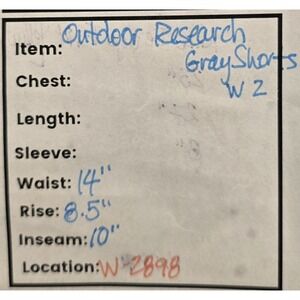 Item: Outdoor Research
Gray Shorts
Chest: W 2
Length:
Sleeve:
Waist: 14"
Rise: 8.5"
Inseam: 10"
Location: W-2898